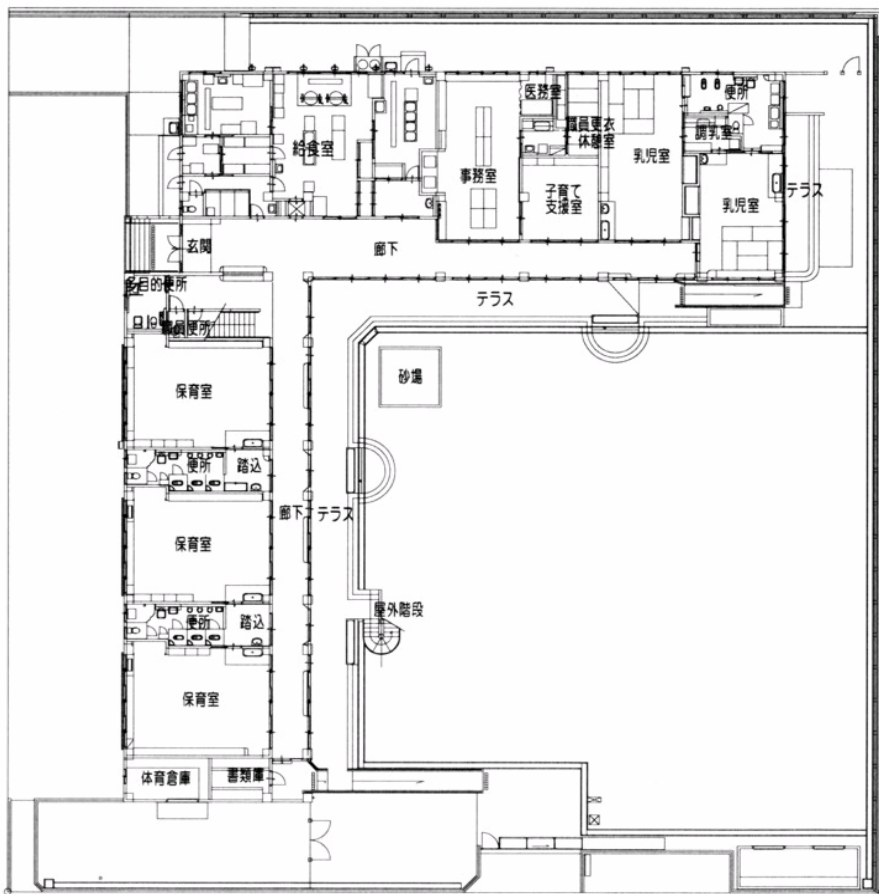 医務室
便所
職員更衣
休憩室
調乳室
給食室
事務室
乳児室
子育て
支援室
乳児室
テラス
玄関
廊下
多目的便所
テラス
職員便所
砂場
保育室
便所
踏込
廊下
テラス
保育室
屋外階段
便所
踏込
保育室
体育倉庫
書類庫